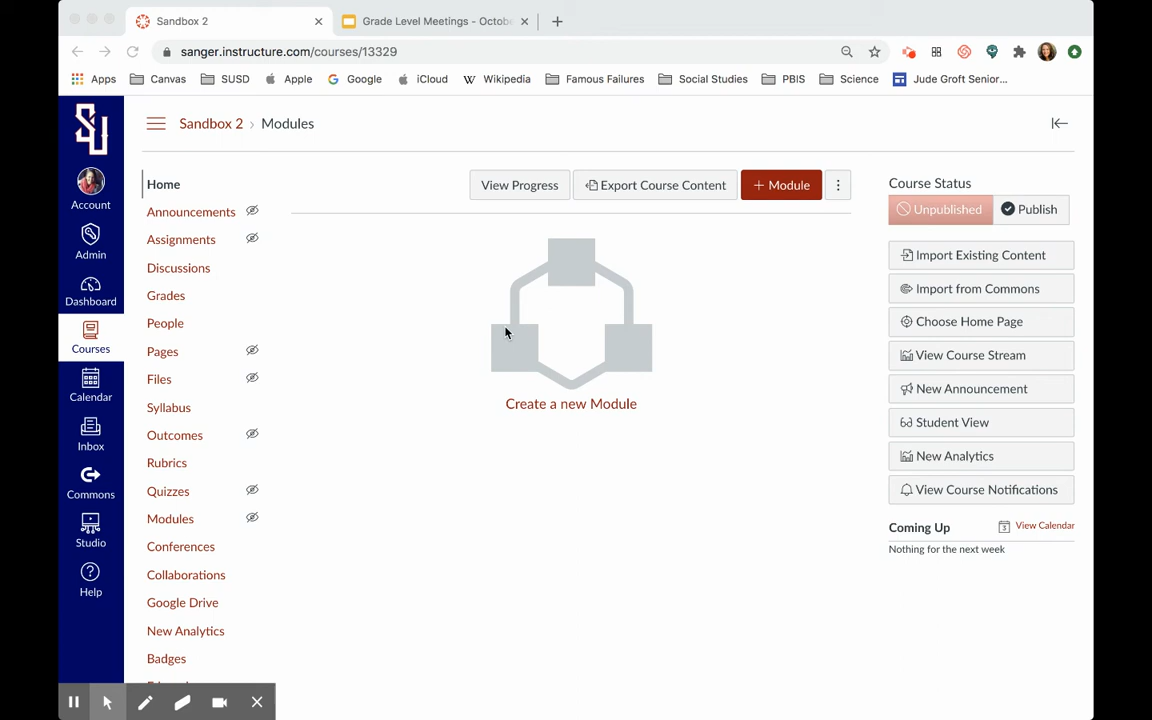 Sandbox 2
Grade Level Meetings - Octobe
sanger.instructure.com/courses/13329
Apps
Canvas
SUSD
Apple
Google
iCloud
Wikipedia
Famous Failures
Social Studies
PBIS
Science
Jude Groft Senior...
SU
Account
Admin
Dashboard
Courses
Calendar
Inbox
Commons
Studio
Help
Sandbox 2 › Modules
Home
Announcements
Assignments
Discussions
Grades
People
Pages
Files
Syllabus
Outcomes
Rubrics
Quizzes
Modules
Conferences
Collaborations
Google Drive
New Analytics
Badges
View Progress
Export Course Content
+ Module
Create a new Module
Course Status
Unpublished
Publish
Import Existing Content
Import from Commons
Choose Home Page
View Course Stream
New Announcement
Student View
New Analytics
View Course Notifications
Coming Up
View Calendar
Nothing for the next week